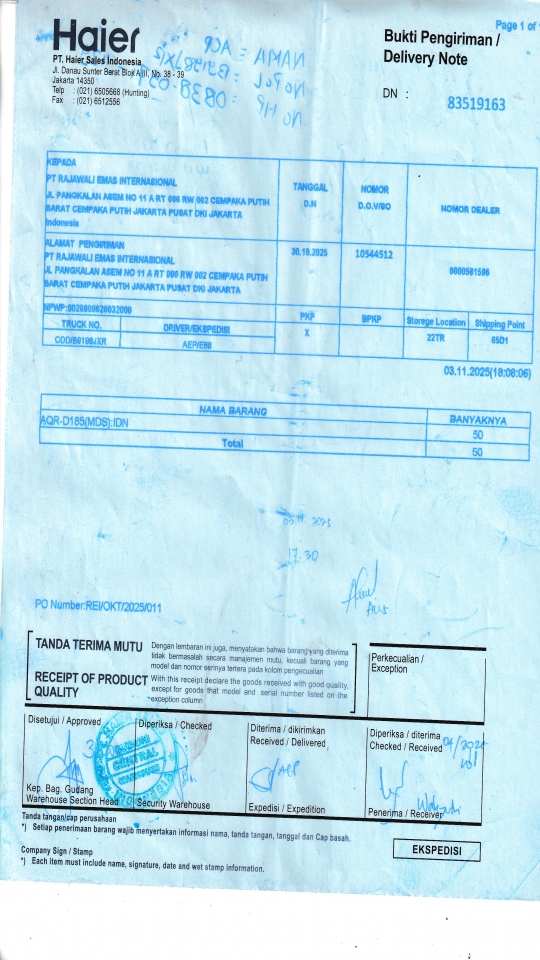 Page 1 of
Haier
PT. Haier Sales Indonesia
Jl. Danau Sunter Barat Blok A III, No. 38 - 39
Jakarta 14350
Telp : (021) 6505668 (Hunting)
Fax : (021) 6512556
Bukti Pengiriman /
Delivery Note
DN : 83519163
KEPADA
PT RAJAWALI EMAS INTERNASIONAL
JL PANGKALAN ASEM NO 11 A RT 006 RW 002 CEMPAKA PUTIH
BARAT CEMPAKA PUTIH JAKARTA PUSAT DKI JAKARTA
Indonesia
TANGGAL
D.N
NOMOR
D.O./SO
NOMOR DEALER
ALAMAT PENGIRIMAN
PT RAJAWALI EMAS INTERNASIONAL
JL PANGKALAN ASEM NO 11 A RT 006 RW 002 CEMPAKA PUTIH
BARAT CEMPAKA PUTIH JAKARTA PUSAT DKI JAKARTA
30.10.2025
10544512
NPWP:
TRUCK NO.
DRIVER/EKSPEDISI
PKP
BPKP
Storege Location
Shipping Point
CDD/B9198JXR
X
22TR
65D1
03.11.2025(18:08:06)
NAMA BARANG
BANYAKNYA
AQR-D185(MDS):IDN
50
Total
50
03.11 2025
17.30
PO Number:REI/OKT/2025/011
TANDA TERIMA MUTU
Dengan lembaran ini juga, menyatakan bahwa barang yang diterima
tidak bermasalah secara manajemen mutu, kecuali barang yang
model dan nomor serinya tertera pada kolom pengecualian
RECEIPT OF PRODUCT
QUALITY
With this receipt declare the goods received with good quality,
except for goods that model and serial number listed on the
exception column
Perkecualian /
Exception
Disetujui / Approved
Diperiksa / Checked
Diterima / dikirimkan
Received / Delivered
Diperiksa / diterima
Checked / Received
CENTRAL
WAREHOUSE
Kep. Bag. Gudang
Warehouse Section Head
Security Warehouse
Expedisi / Expedition
Penerima / Receiver
Tanda tangan/cap perusahaan
*) Setiap penerimaan barang wajib menyertakan informasi nama, tanda tangan, tanggal dan Cap basah.
Company Sign / Stamp
*) Each item must include name, signature, date and wet stamp information.
EKSPEDISI